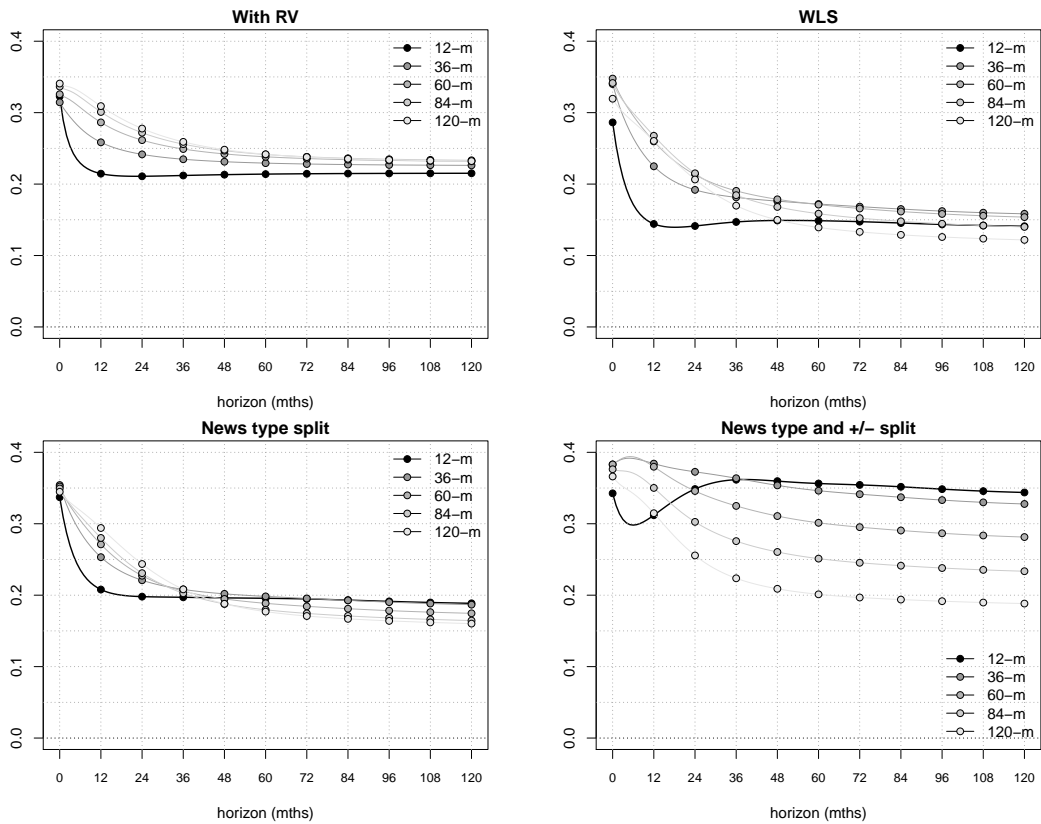 With RV
0.4
0.3
0.2
0.1
0.0
12-m
36-m
60-m
84-m
120-m
0 12 24 36 48 60 72 84 96 108 120
horizon (mths)
WLS
0.4
0.3
0.2
0.1
0.0
12-m
36-m
60-m
84-m
120-m
0 12 24 36 48 60 72 84 96 108 120
horizon (mths)
News type split
0.4
0.3
0.2
0.1
0.0
12-m
36-m
60-m
84-m
120-m
0 12 24 36 48 60 72 84 96 108 120
horizon (mths)
News type and +/- split
0.4
0.3
0.2
0.1
0.0
12-m
36-m
60-m
84-m
120-m
0 12 24 36 48 60 72 84 96 108 120
horizon (mths)